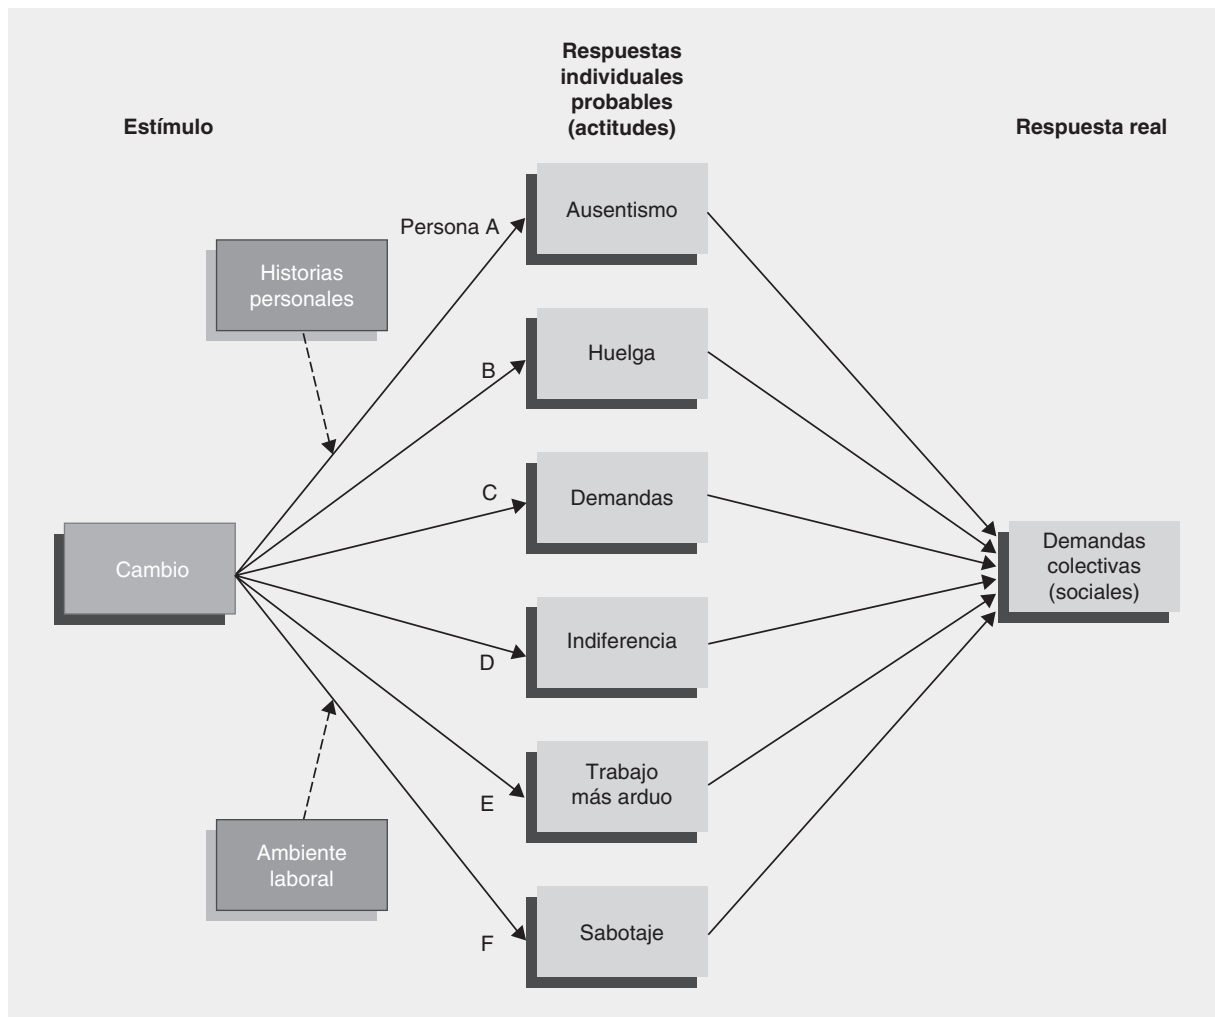 Respuestas
individuales
probables
(actitudes)
Estímulo
Respuesta real
Persona A
Ausentismo
Historias
personales
B
Huelga
C
Demandas
Cambio
Demandas
colectivas
(sociales)
D
Indiferencia
E
Trabajo
más arduo
Ambiente
laboral
F
Sabotaje